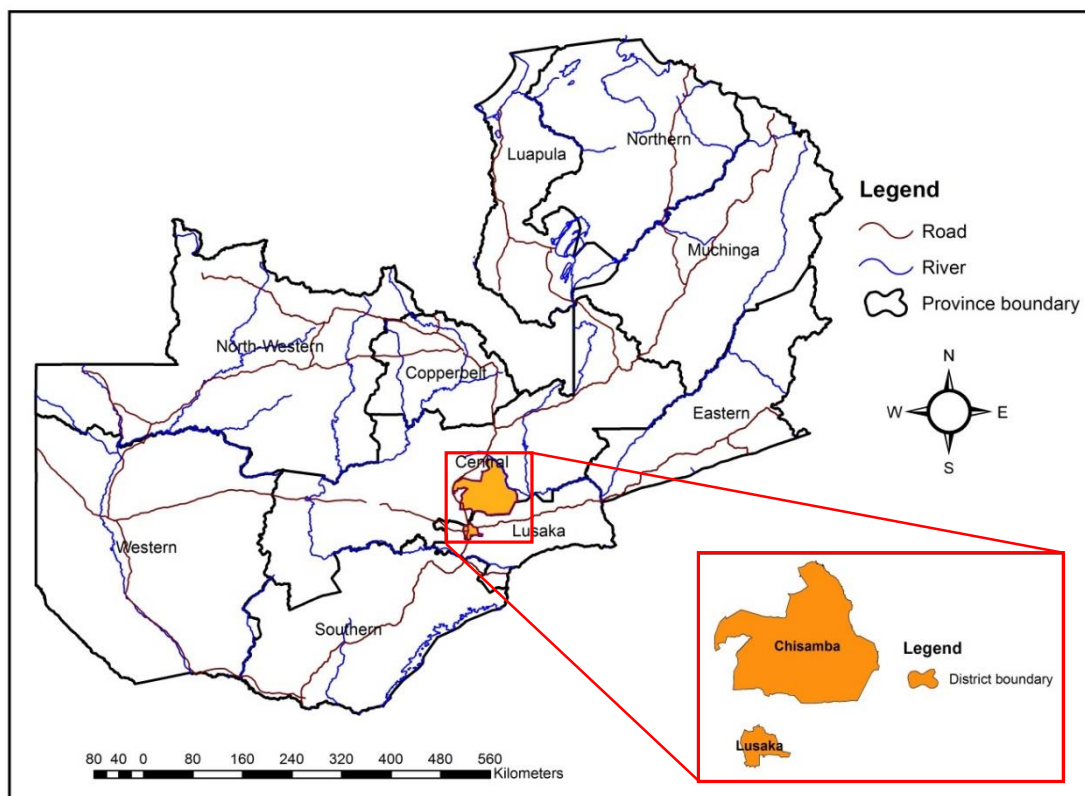 Northern
Luapula
Legend
Road
Muchinga
River
Province boundary
North-Western
Copperbelt
N
W E
S
Eastern
Central
Lusaka
Western
Southern
Chisamba
Legend
District boundary
Lusaka
80 40 0 80 160 240 320 400 480 560
Kilometers